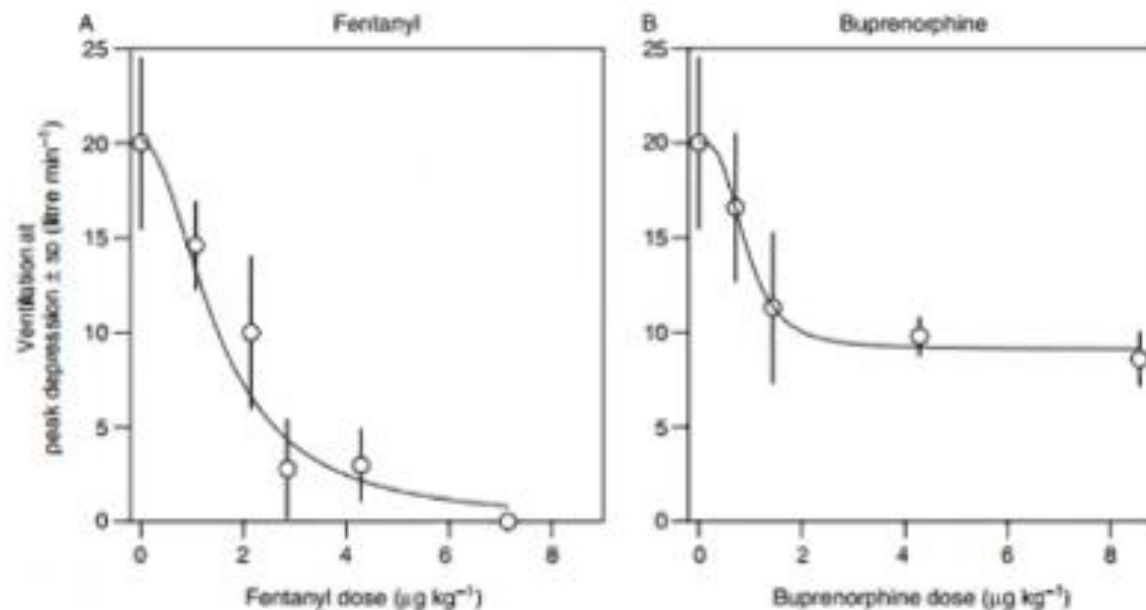 A Fentanyl
25
20
15
10
5
0
Ventilation at
peak depression ± SD (litre min⁻¹)
0 2 4 6 8
Fentanyl dose (μg kg⁻¹)
B Buprenorphine
25
20
15
10
5
0
0 2 4 6 8
Buprenorphine dose (μg kg⁻¹)